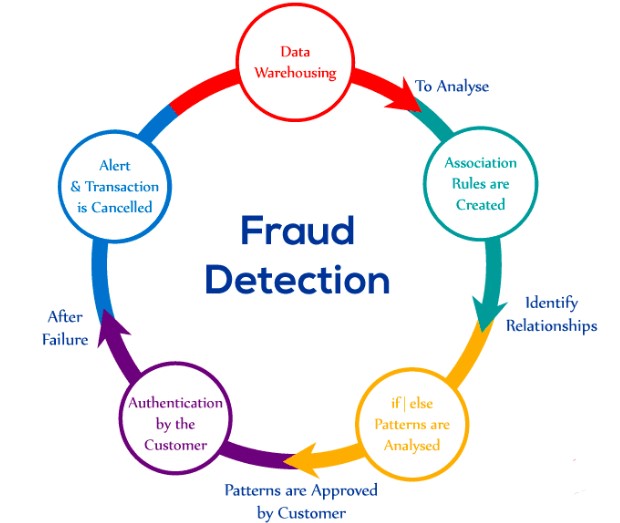 Data
Warehousing
To Analyse
Association
Rules are
Created
Identify
Relationships
if | else
Patterns are
Analysed
Patterns are Approved
by Customer
Authentication
by the
Customer
After
Failure
Alert
& Transaction
is Cancelled
Fraud
Detection